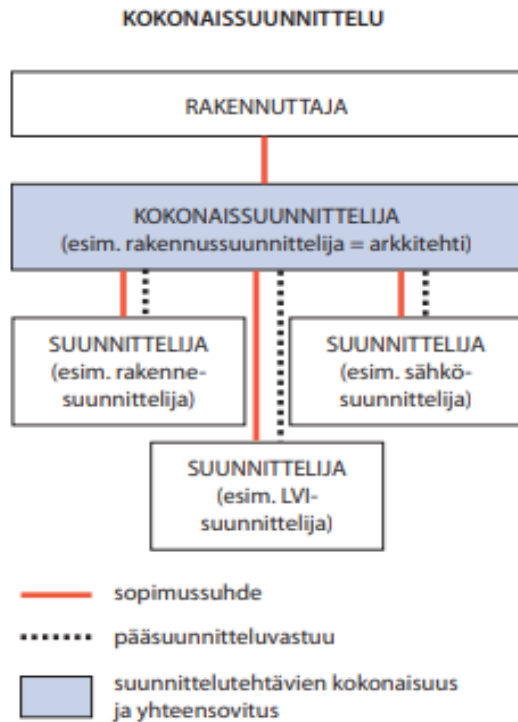 KOKONAISSUUNNITTELU
RAKENNUTTAJA
KOKONAISSUUNNITTELIJA
(esim. rakennussuunnittelija = arkkitehti)
SUUNNITTELIJA
(esim. rakenne-
suunnittelija)
SUUNNITTELIJA
(esim. sähkö-
suunnittelija)
SUUNNITTELIJA
(esim. LVI-
suunnittelija)
sopimussuhde
pääsuunnitteluvastuu
suunnittelutehtävien kokonaisuus
ja yhteensovitus